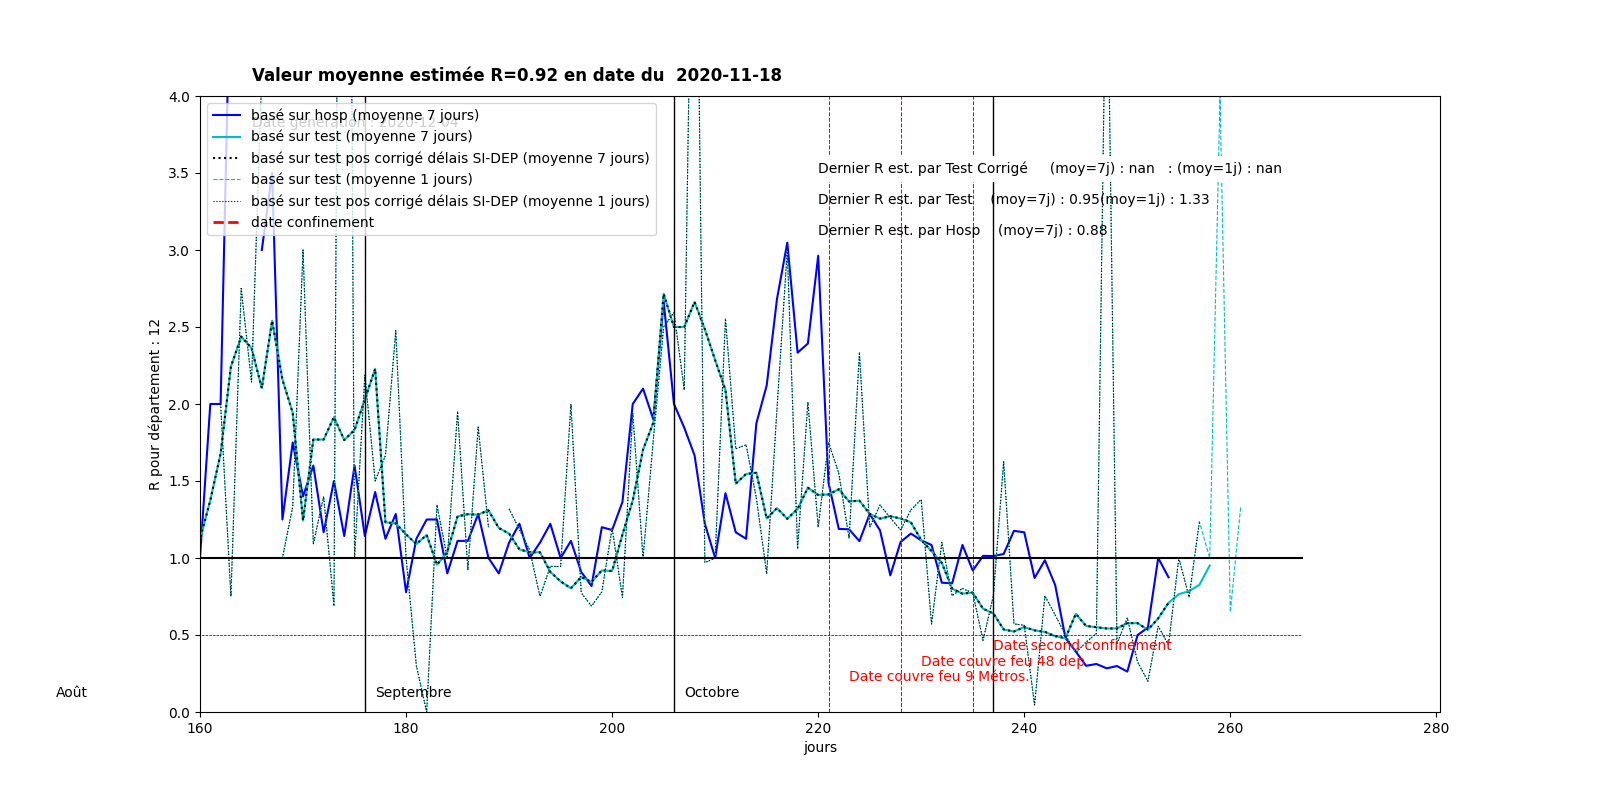 Valeur moyenne estimée R=0.92 en date du  2020-11-18
4.0
3.5
3.0
2.5
2.0
1.5
1.0
0.5
0.0
R pour département : 12
basé sur hosp (moyenne 7 jours)
Date génération : 2020-12-04
basé sur test (moyenne 7 jours)
basé sur test pos corrigé délais SI-DEP (moyenne 7 jours)
basé sur test (moyenne 1 jours)
basé sur test pos corrigé délais SI-DEP (moyenne 1 jours)
date confinement
Dernier R est. par Test Corrigé     (moy=7j) : nan   : (moy=1j) : nan
Dernier R est. par Test    (moy=7j) : 0.95(moy=1j) : 1.33
Dernier R est. par Hosp    (moy=7j) : 0.88
Date second confinement
Date couvre feu 48 dep.
Date couvre feu 9 Métros.
Août
Septembre
Octobre
160 180 200 220 240 260 280
jours